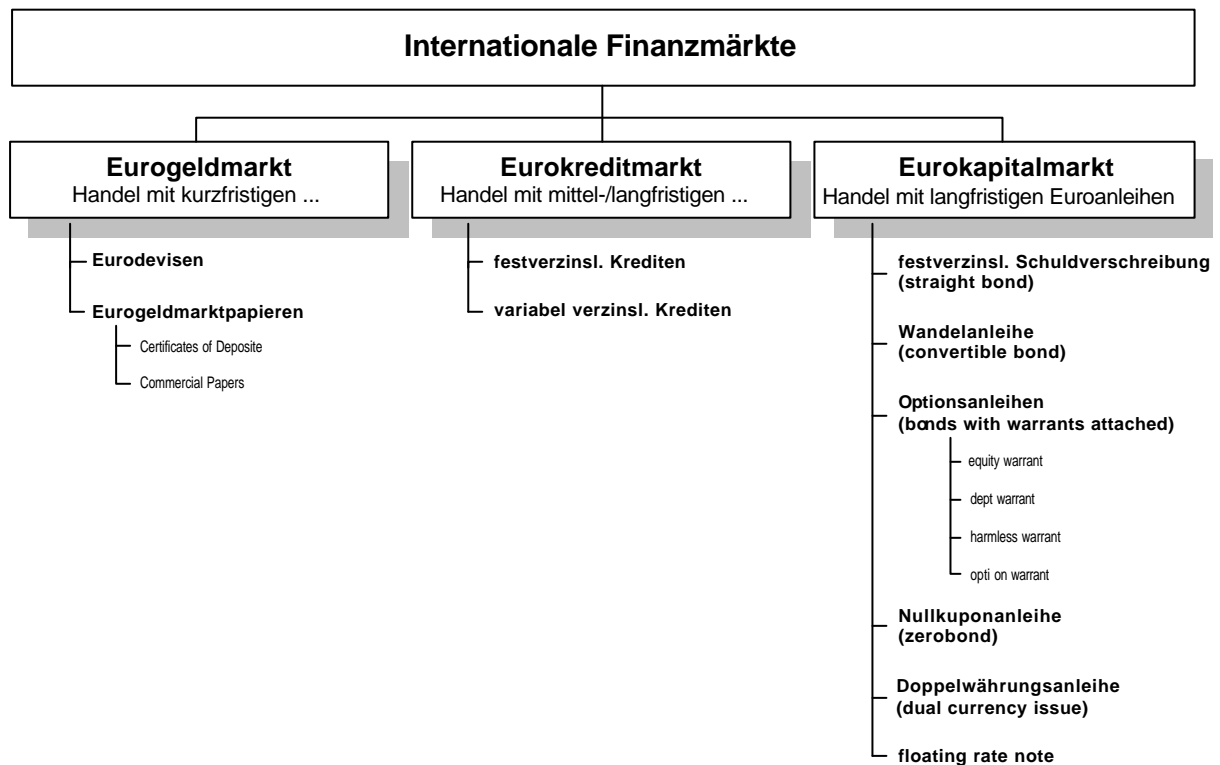 Internationale Finanzmärkte
Eurogeldmarkt
Handel mit kurzfristigen ...
Eurodevisen
Eurogeldmarktpapieren
Certificates of Deposite
Commercial Papers
Eurokreditmarkt
Handel mit mittel-/langfristigen ...
festverzinsl. Krediten
variabel verzinsl. Krediten
Eurokapitalmarkt
Handel mit langfristigen Euroanleihen
festverzinsl. Schuldverschreibung
(straight bond)
Wandelanleihe
(convertible bond)
Optionsanleihen
(bonds with warrants attached)
equity warrant
dept warrant
harmless warrant
opti on warrant
Nullkuponanleihe
(zerobond)
Doppelwährungsanleihe
(dual currency issue)
floating rate note